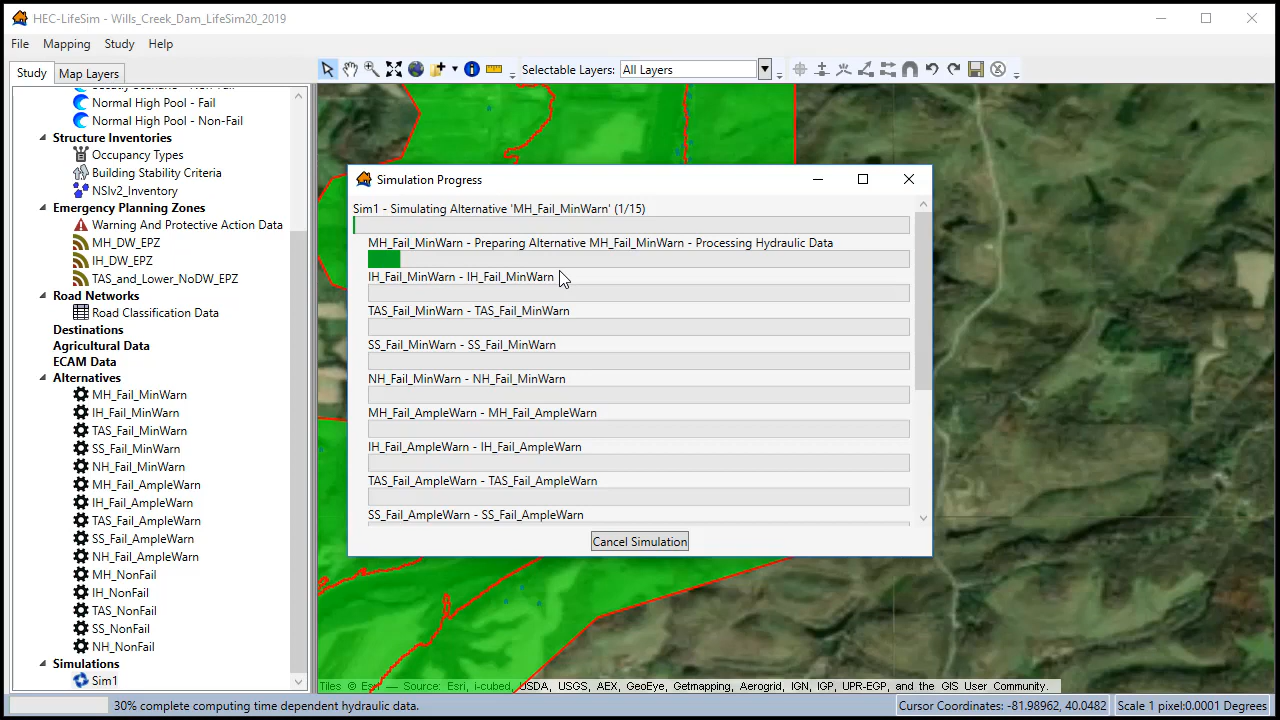 HEC-LifeSim - Wills_Creek_Dam_LifeSim20_2019
File Mapping Study Help
Study Map Layers
Selectable Layers: All Layers
Normal High Pool - Fail
Normal High Pool - Non-Fail
Structure Inventories
Occupancy Types
Building Stability Criteria
NSIv2_Inventory
Emergency Planning Zones
Warning And Protective Action Data
MH_DW_EPZ
IH_DW_EPZ
TAS_and_Lower_NoDW_EPZ
Road Networks
Road Classification Data
Destinations
Agricultural Data
ECAM Data
Alternatives
MH_Fail_MinWarn
IH_Fail_MinWarn
TAS_Fail_MinWarn
SS_Fail_MinWarn
NH_Fail_MinWarn
MH_Fail_AmpleWarn
IH_Fail_AmpleWarn
TAS_Fail_AmpleWarn
SS_Fail_AmpleWarn
NH_Fail_AmpleWarn
MH_NonFail
IH_NonFail
TAS_NonFail
SS_NonFail
NH_NonFail
Simulations
Sim1
Simulation Progress
Sim1 - Simulating Alternative 'MH_Fail_MinWarn' (1/15)
MH_Fail_MinWarn - Preparing Alternative MH_Fail_MinWarn - Processing Hydraulic Data
IH_Fail_MinWarn - IH_Fail_MinWarn
TAS_Fail_MinWarn - TAS_Fail_MinWarn
SS_Fail_MinWarn - SS_Fail_MinWarn
NH_Fail_MinWarn - NH_Fail_MinWarn
MH_Fail_AmpleWarn - MH_Fail_AmpleWarn
IH_Fail_AmpleWarn - IH_Fail_AmpleWarn
TAS_Fail_AmpleWarn - TAS_Fail_AmpleWarn
SS_Fail_AmpleWarn - SS_Fail_AmpleWarn
Cancel Simulation
Tiles © Esri — Source: Esri, i-cubed, USDA, USGS, AEX, GeoEye, Getmapping, Aerogrid, IGN, IGP, UPR-EGP, and the GIS User Community.
30% complete computing time dependent hydraulic data.
Cursor Coordinates: -81.98962, 40.0482
Scale 1 pixel:0.0001 Degrees